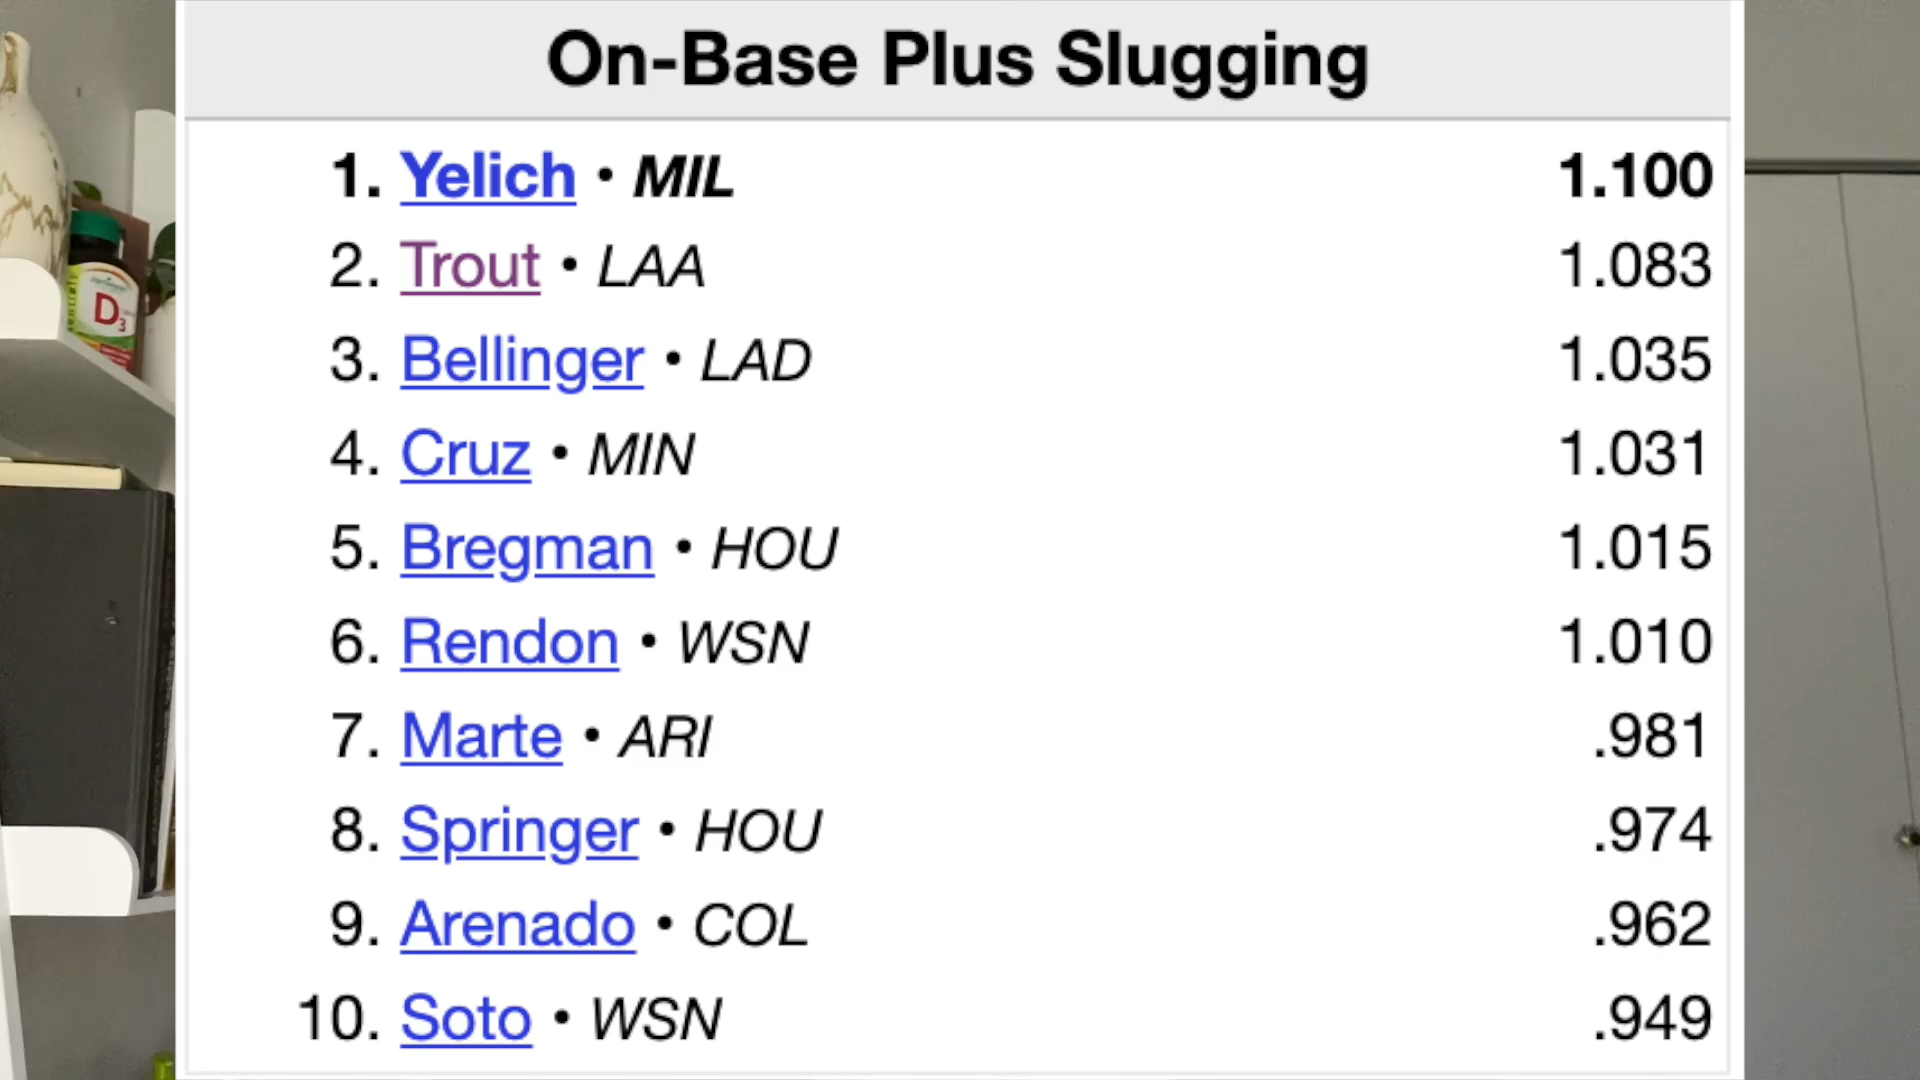 On-Base Plus Slugging
1. Yelich • MIL 1.100
2. Trout • LAA 1.083
3. Bellinger • LAD 1.035
4. Cruz • MIN 1.031
5. Bregman • HOU 1.015
6. Rendon • WSN 1.010
7. Marte • ARI .981
8. Springer • HOU .974
9. Arenado • COL .962
10. Soto • WSN .949
D3